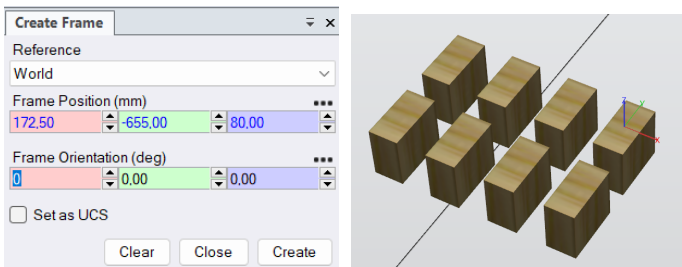 Create Frame
Reference
World
Frame Position (mm)
172,50 -655,00 80,00
Frame Orientation (deg)
0 0,00 0,00
Set as UCS
Clear Close Create
Z Y
X